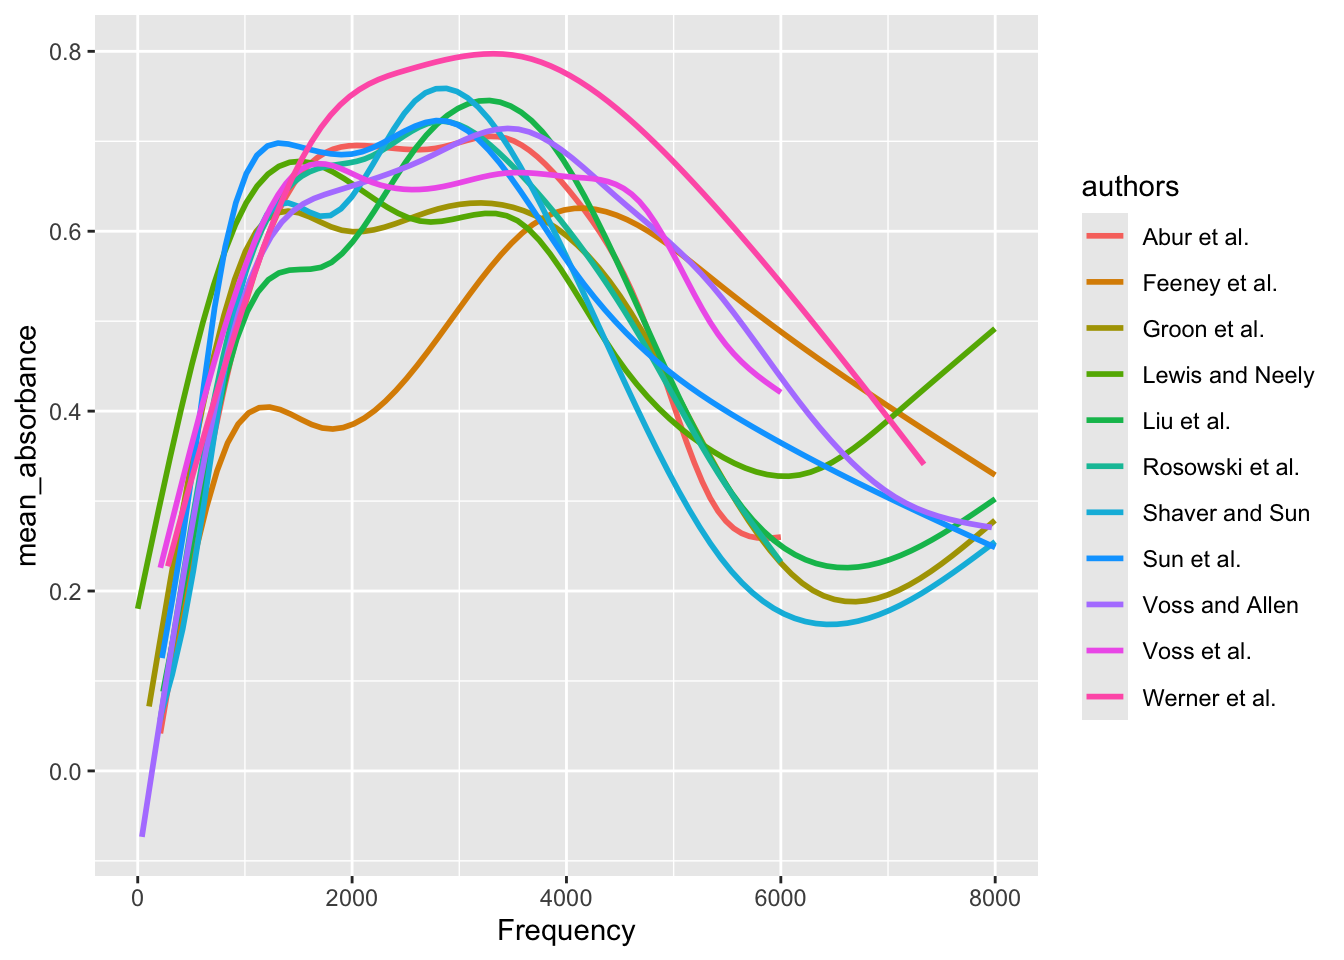 0.8
0.6
0.4
0.2
0.0
mean_absorbance
0
2000
4000
6000
8000
Frequency
authors
Abur et al.
Feeney et al.
Groon et al.
Lewis and Neely
Liu et al.
Rosowski et al.
Shaver and Sun
Sun et al.
Voss and Allen
Voss et al.
Werner et al.